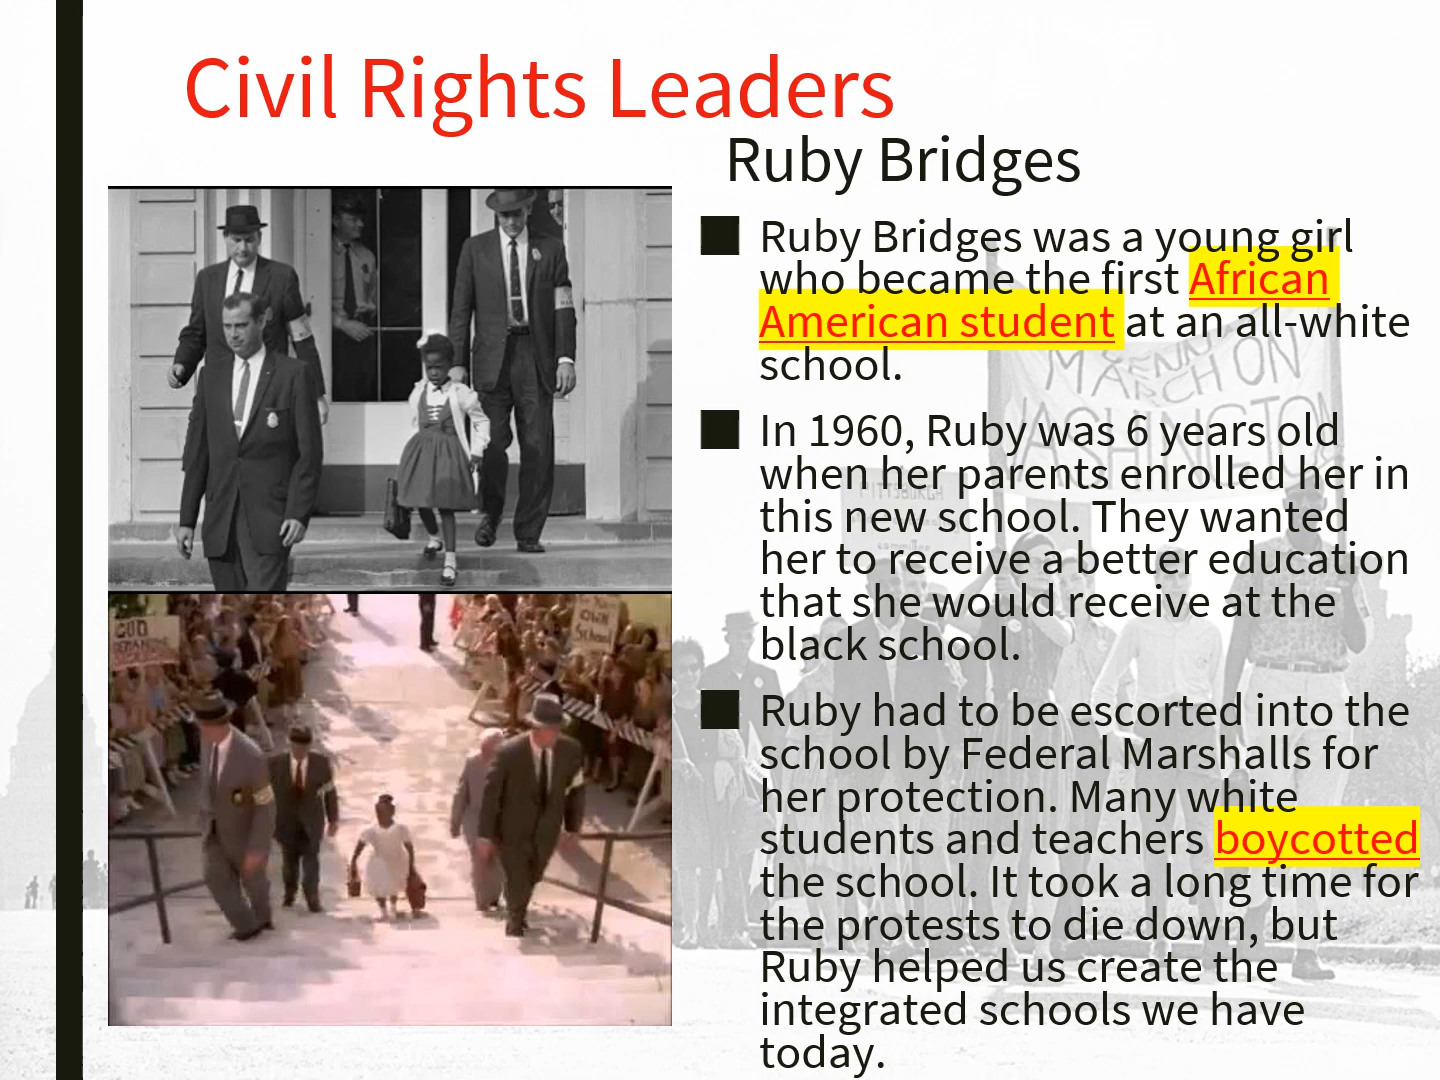 Civil Rights Leaders
Ruby Bridges
Ruby Bridges was a young girl
who became the first African
American student at an all-white
school.
In 1960, Ruby was 6 years old
when her parents enrolled her in
this new school. They wanted
her to receive a better education
that she would receive at the
black school.
Ruby had to be escorted into the
school by Federal Marshalls for
her protection. Many white
students and teachers boycotted
the school. It took a long time for
the protests to die down, but
Ruby helped us create the
integrated schools we have
today.
GOD
OWN
School
MARCH ON
WASHINGTON